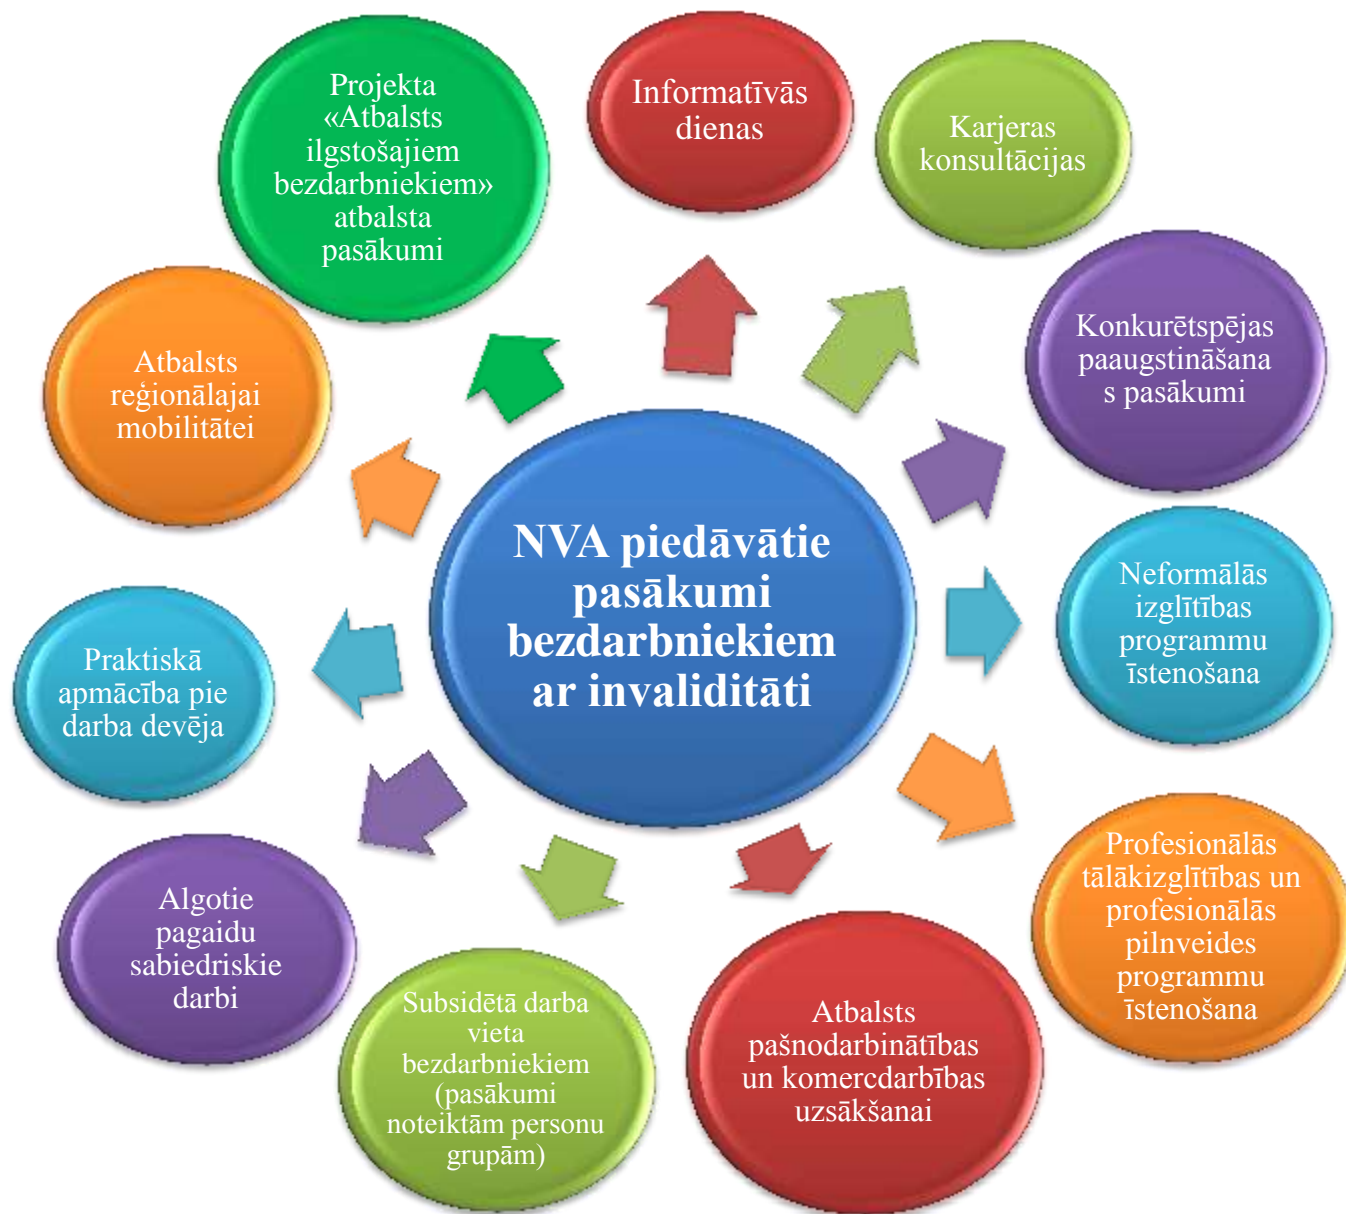 NVA piedāvātie
pasākumi
bezdarbniekiem
ar invaliditāti
Informatīvās
dienas
Karjeras
konsultācijas
Konkurētspējas
paaugstināšana
s pasākumi
Neformālās
izglītības
programmu
īstenošana
Profesionālās
tālākizglītības un
profesionālās
pilnveides
programmu
īstenošana
Atbalsts
pašnodarbinātības
un komercdarbības
uzsākšanai
Subsidētā darba
vieta
bezdarbniekiem
(pasākumi
noteiktām personu
grupām)
Algotie
pagaidu
sabiedriskie
darbi
Praktiskā
apmācība pie
darba devēja
Atbalsts
reģionālajai
mobilitātei
Projekta
«Atbalsts
ilgstošajiem
bezdarbniekiem»
atbalsta
pasākumi